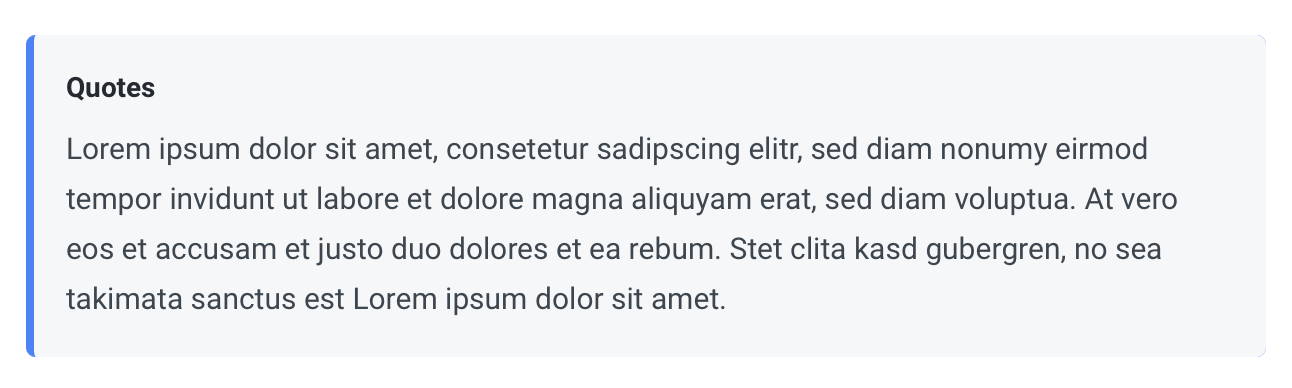 Quotes
Lorem ipsum dolor sit amet, consetetur sadipscing elitr, sed diam nonumy eirmod
tempor invidunt ut labore et dolore magna aliquyam erat, sed diam voluptua. At vero
eos et accusam et justo duo dolores et ea rebum. Stet clita kasd gubergren, no sea
takimata sanctus est Lorem ipsum dolor sit amet.